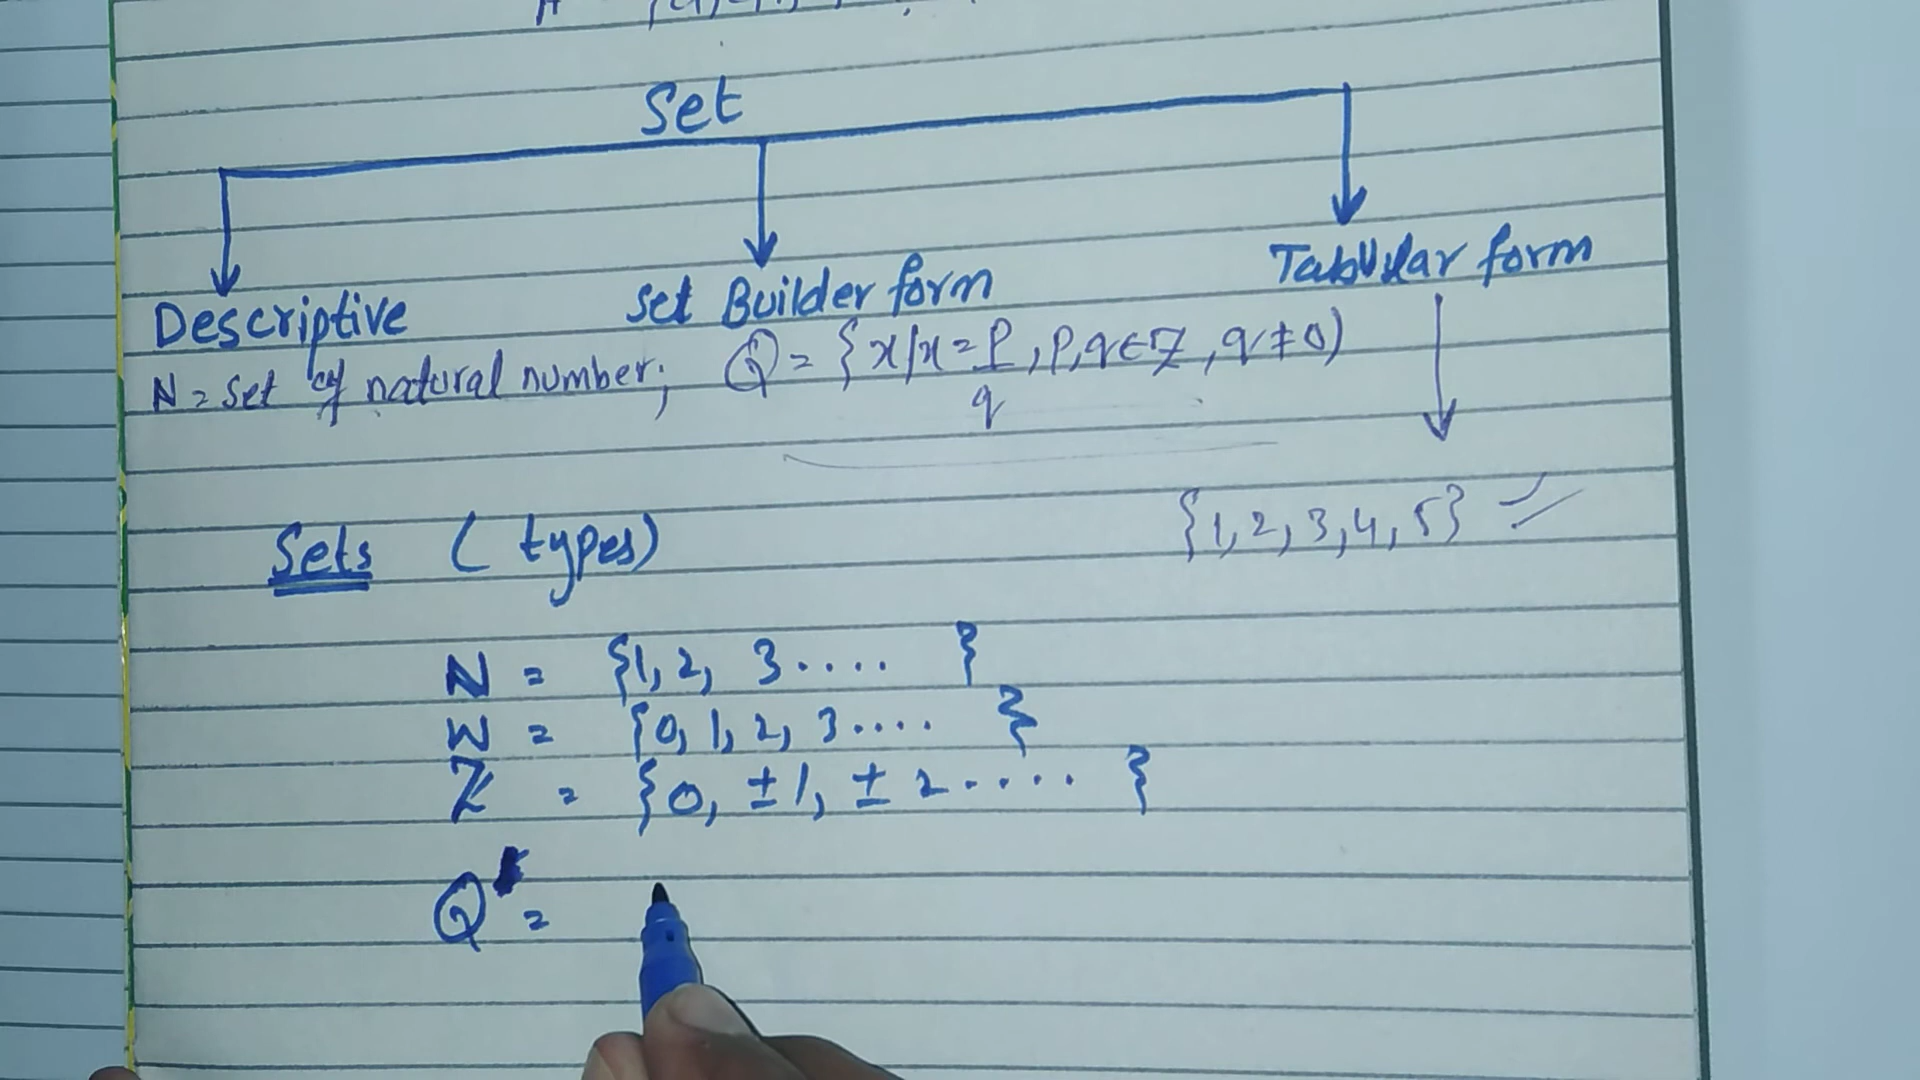 Set
Descriptive Set Builder form Tabular form
N = set of natural number; Q = {x/x = p/q, p,q ∈ Z, q ≠ 0}
{1, 2, 3, 4, 5}
Sets (types)
N = {1, 2, 3.... }
W = {0, 1, 2, 3.... }
Z = {0, ±1, ± 2..... }
Q =